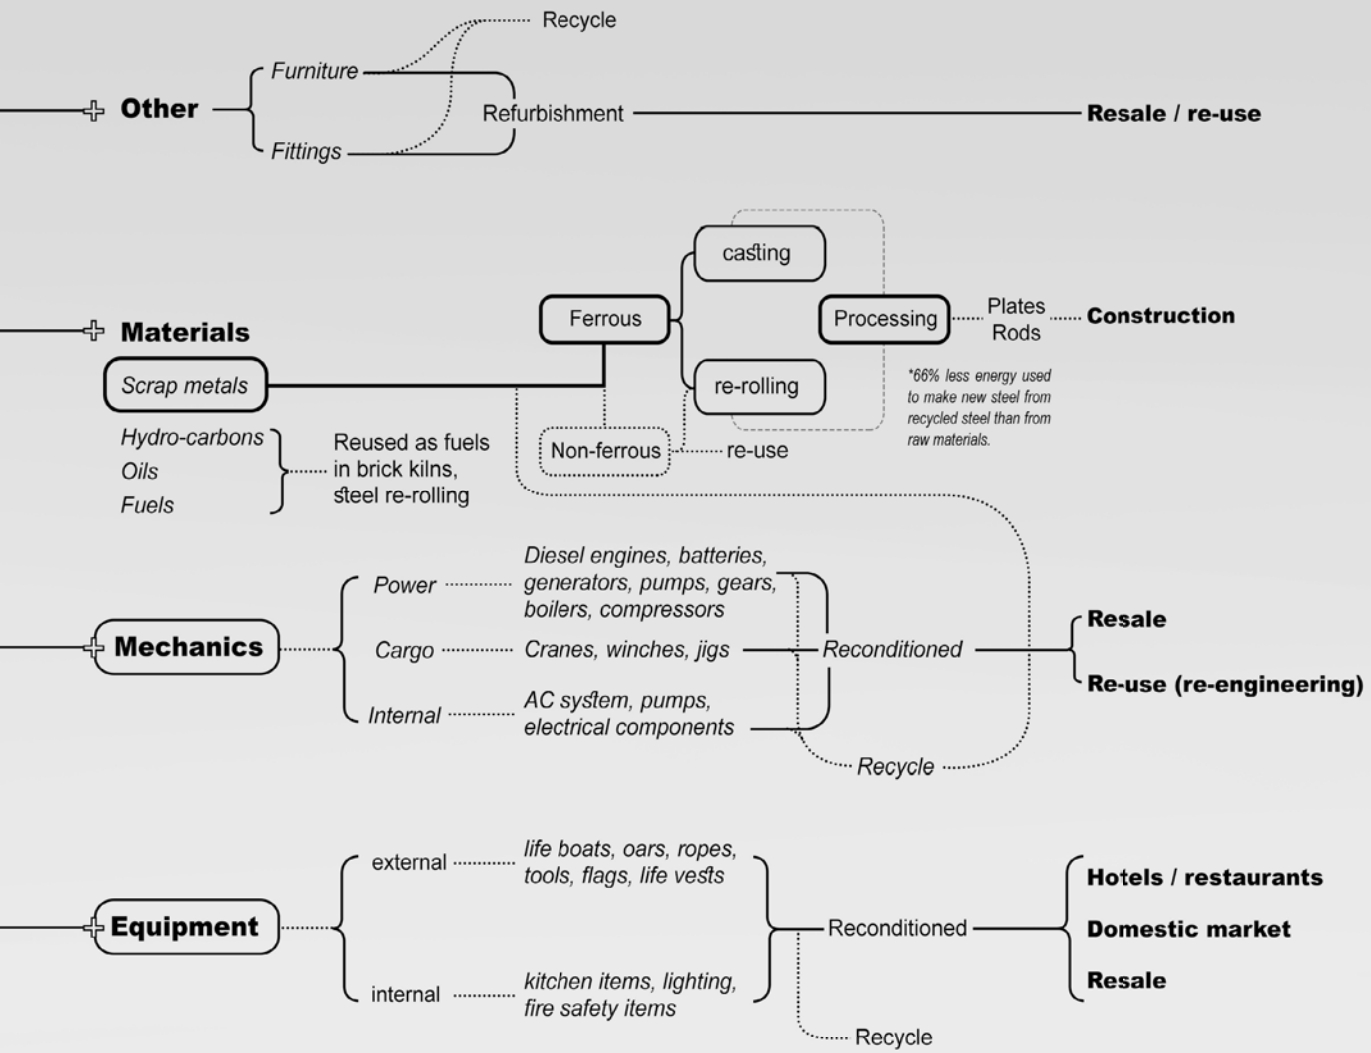 Recycle
Furniture
Other
Refurbishment
Resale / re-use
Fittings
casting
Ferrous
Processing
Plates
Rods
Construction
Materials
Scrap metals
re-rolling
*66% less energy used
to make new steel from
recycled steel than from
raw materials.
Hydro-carbons
Oils
Fuels
Reused as fuels
in brick kilns,
steel re-rolling
Non-ferrous
re-use
Mechanics
Power
Diesel engines, batteries,
generators, pumps, gears,
boilers, compressors
Cargo
Cranes, winches, jigs
Internal
AC system, pumps,
electrical components
Reconditioned
Resale
Re-use (re-engineering)
Recycle
Equipment
external
life boats, oars, ropes,
tools, flags, life vests
internal
kitchen items, lighting,
fire safety items
Reconditioned
Hotels / restaurants
Domestic market
Resale
Recycle